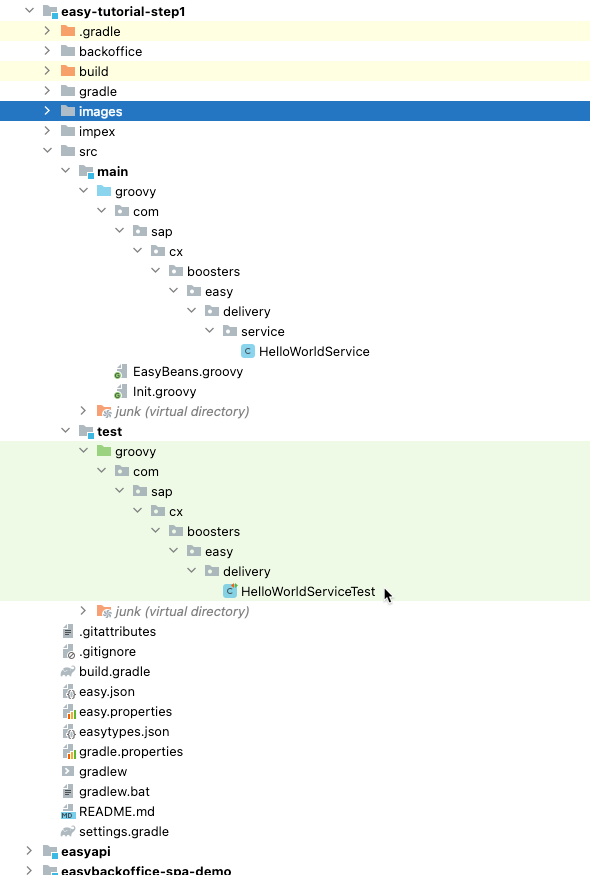 easy-tutorial-step1
.gradle
backoffice
build
gradle
images
impex
src
main
groovy
com
sap
cx
boosters
easy
delivery
service
HelloWorldService
EasyBeans.groovy
Init.groovy
junk (virtual directory)
test
groovy
com
sap
cx
boosters
easy
delivery
HelloWorldServiceTest
junk (virtual directory)
.gitattributes
.gitignore
build.gradle
easy.json
easy.properties
easytypes.json
gradle.properties
gradlew
gradlew.bat
README.md
settings.gradle
easyapi
easybackoffice-spa-demo